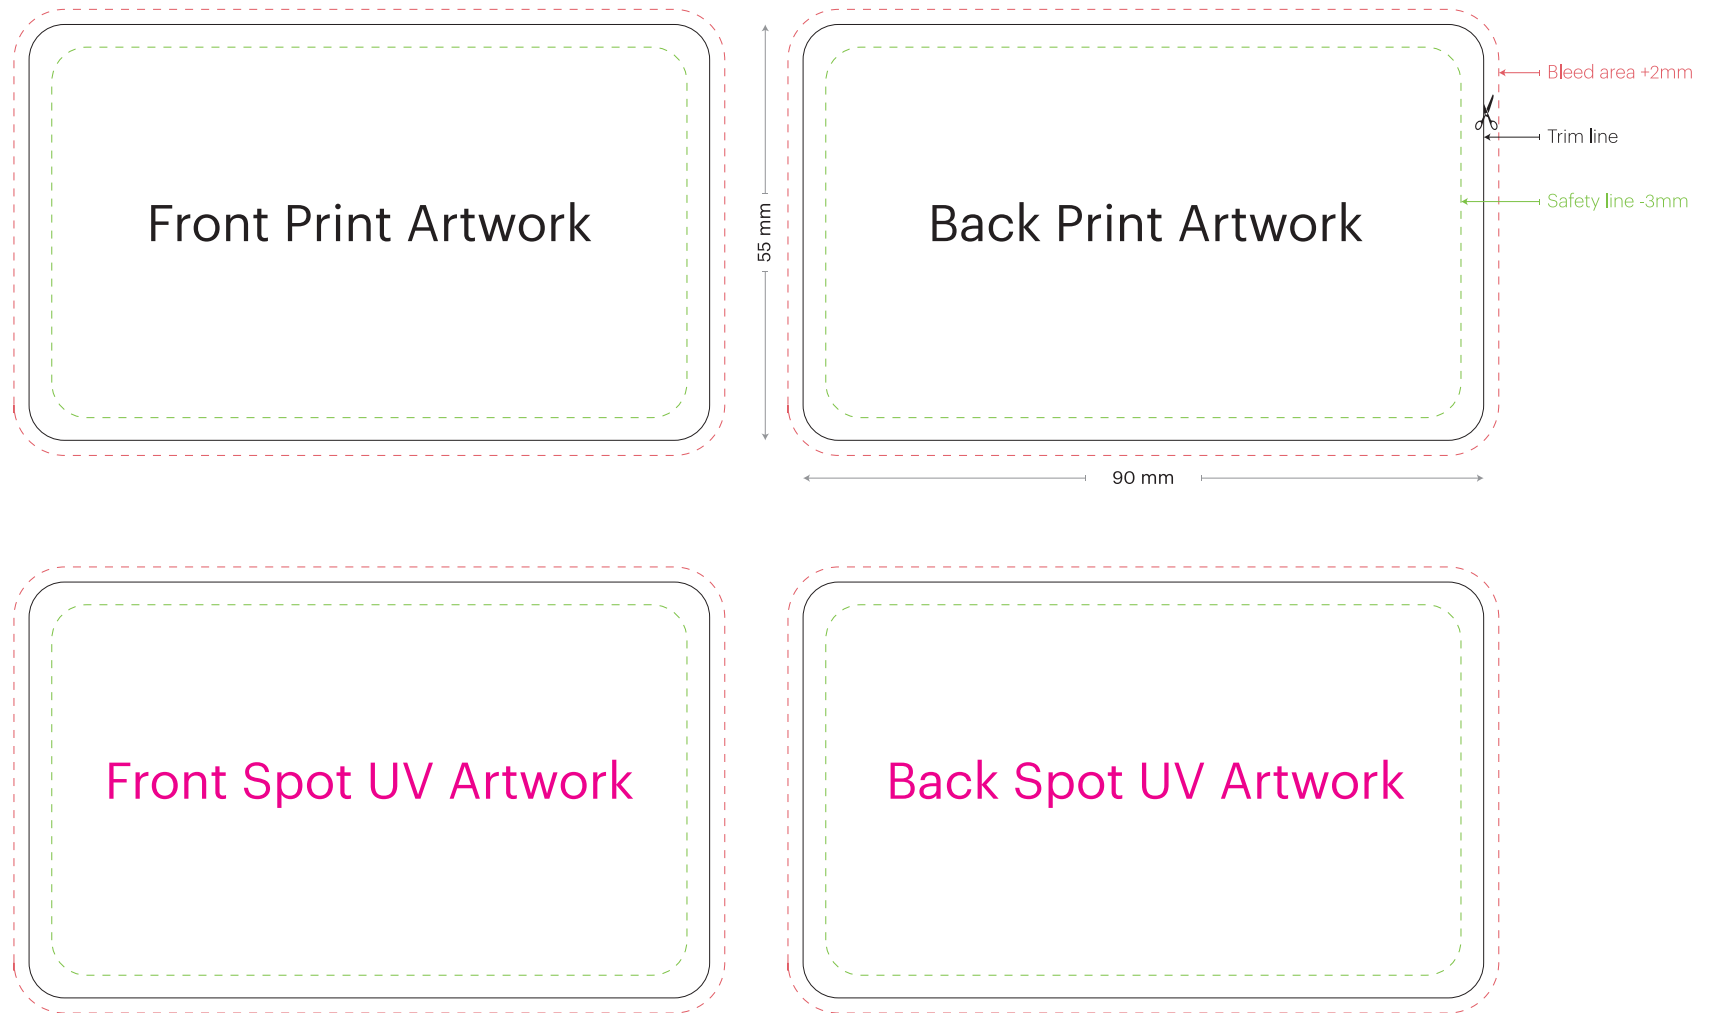 Front Print Artwork
55 mm
Back Print Artwork
Bleed area +2mm
Trim line
Safety line -3mm
90 mm
Front Spot UV Artwork
Back Spot UV Artwork